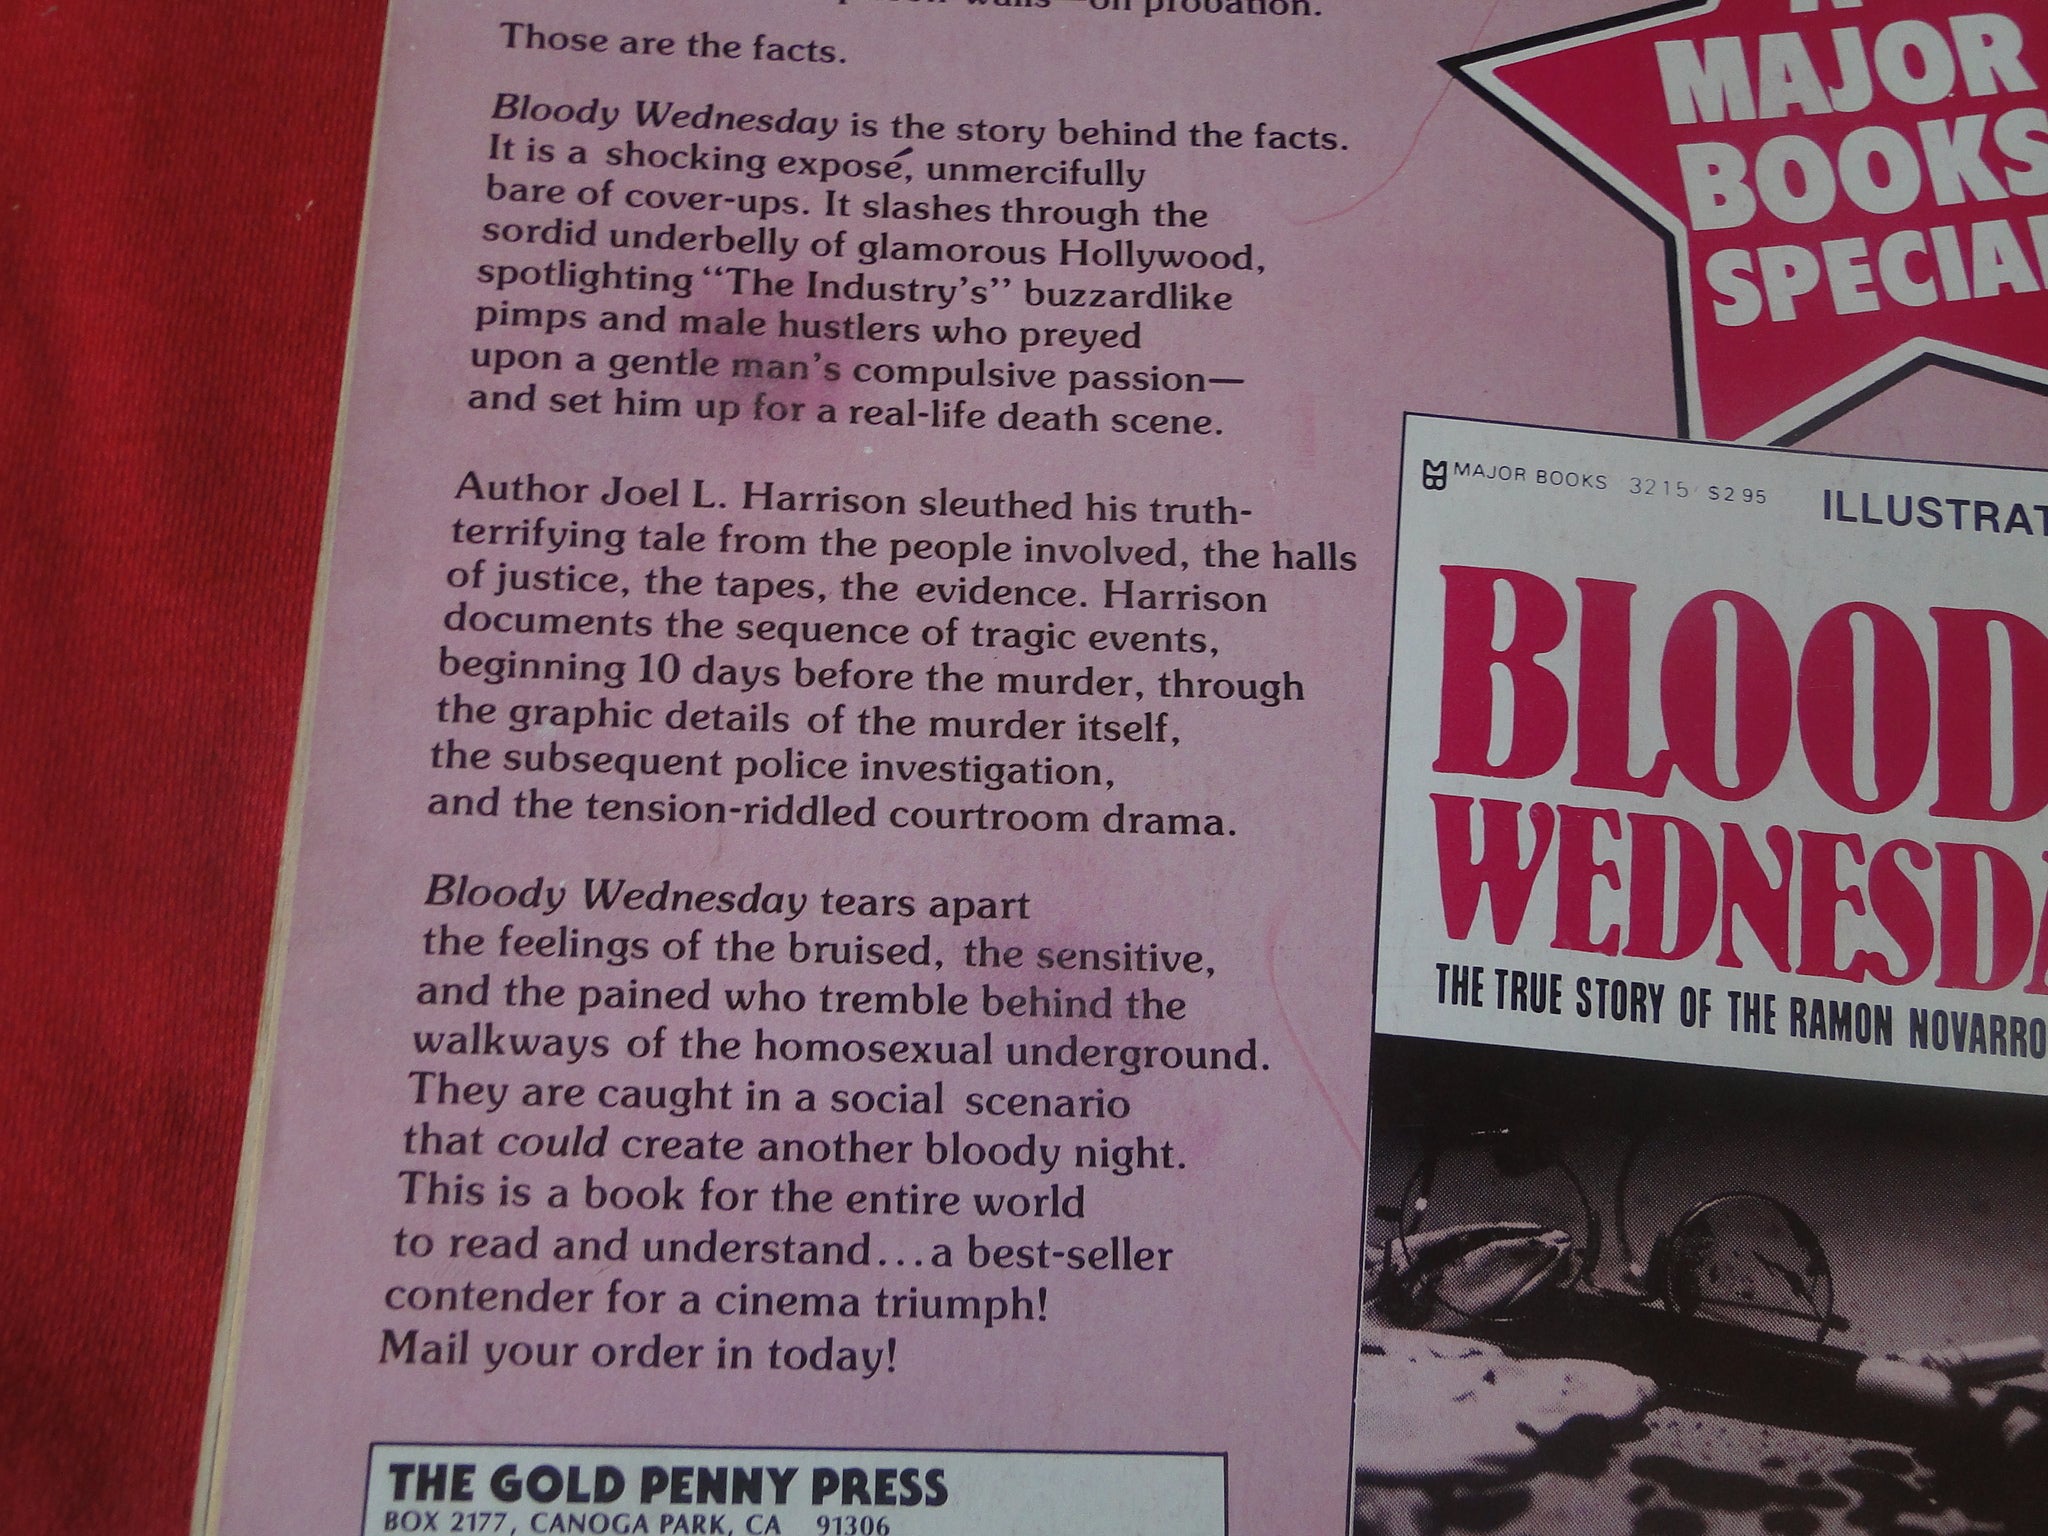 on probation.
Those are the facts.
Bloody Wednesday is the story behind the facts.
It is a shocking exposé, unmercifully
bare of cover-ups. It slashes through the
sordid underbelly of glamorous Hollywood,
spotlighting "The Industry's" buzzardlike
pimps and male hustlers who preyed
upon a gentle man's compulsive passion—
and set him up for a real-life death scene.
Author Joel L. Harrison sleuthed his truth-
terrifying tale from the people involved, the halls
of justice, the tapes, the evidence. Harrison
documents the sequence of tragic events,
beginning 10 days before the murder, through
the graphic details of the murder itself,
the subsequent police investigation,
and the tension-riddled courtroom drama.
Bloody Wednesday tears apart
the feelings of the bruised, the sensitive,
and the pained who tremble behind the
walkways of the homosexual underground.
They are caught in a social scenario
that could create another bloody night.
This is a book for the entire world
to read and understand...a best-seller
contender for a cinema triumph!
Mail your order in today!
THE GOLD PENNY PRESS
BOX 2177, CANOGA PARK, CA 91306
MAJOR
BOOKS
SPECIAL
MB MAJOR BOOKS 3215 $2.95
ILLUSTRAT
BLOOD
WEDNESDA
THE TRUE STORY OF THE RAMON NOVARRO